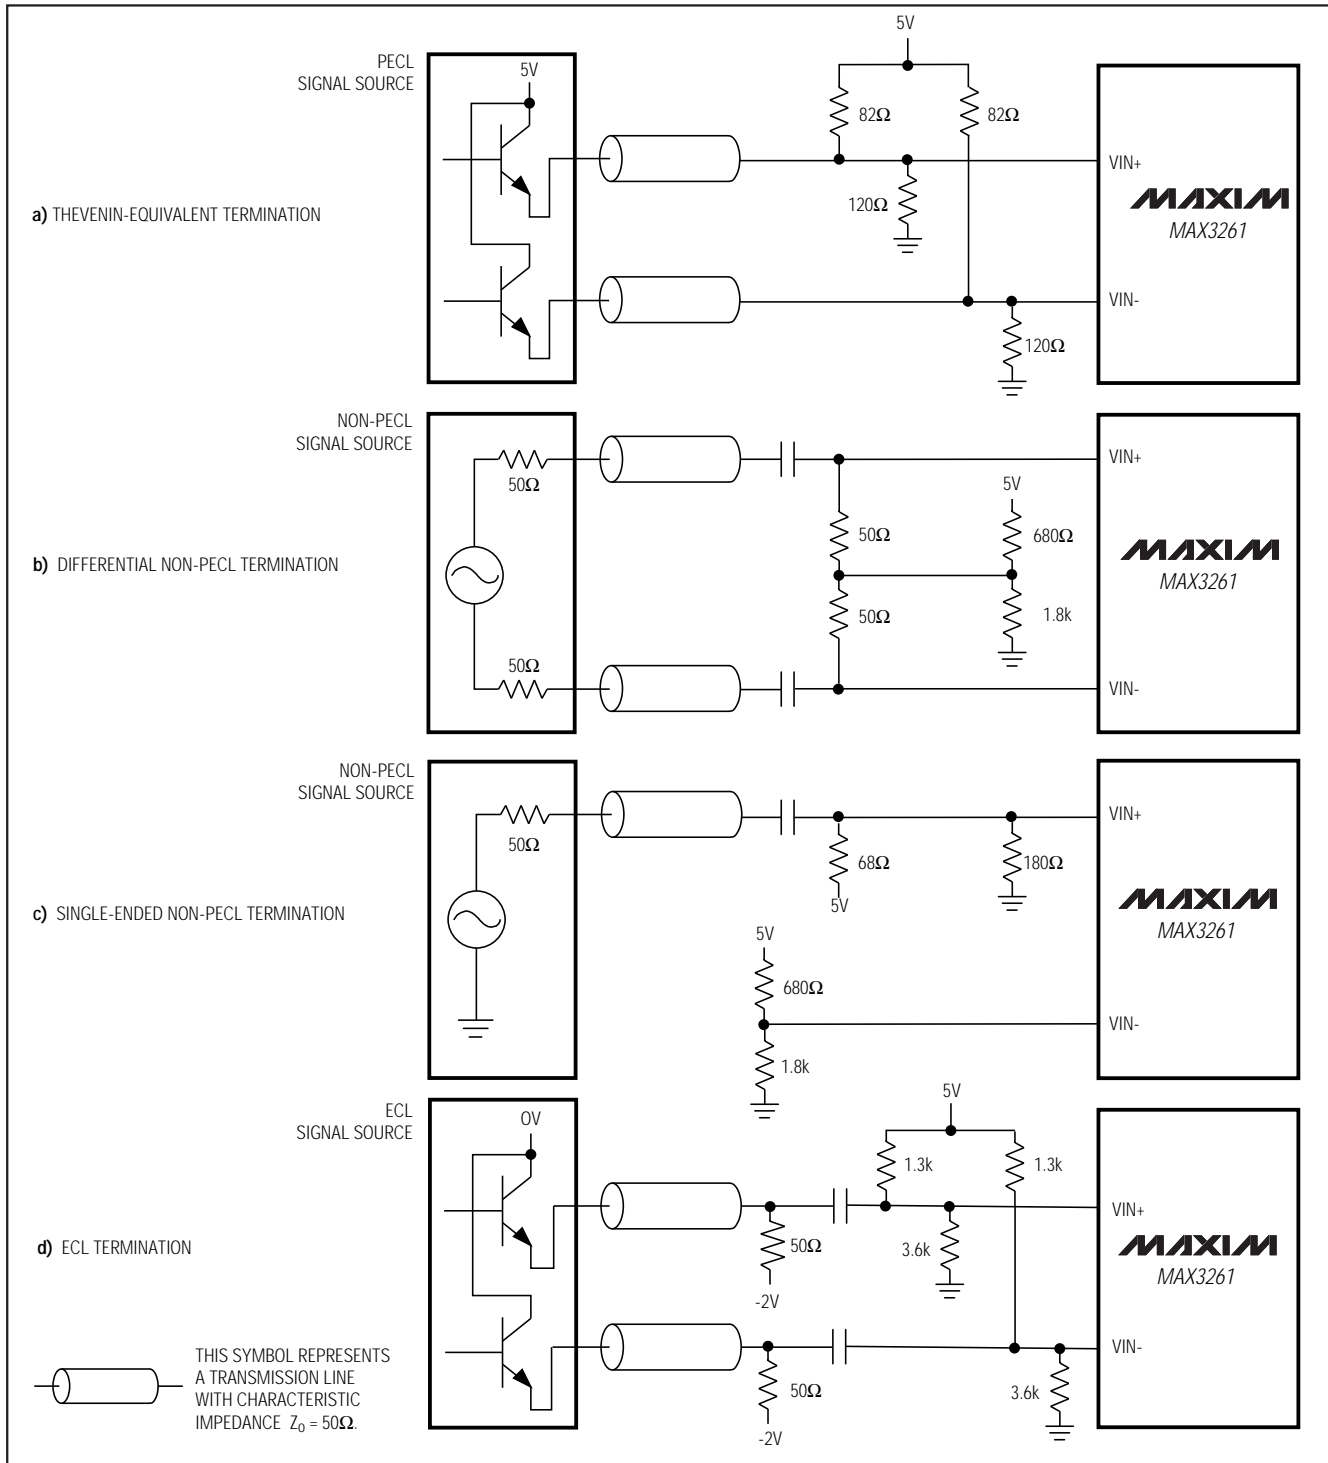 5V
PECL
SIGNAL SOURCE
5V
82Ω
82Ω
VIN+
120Ω
MAXIM
MAX3261
a) THEVENIN-EQUIVALENT TERMINATION
VIN-
120Ω
NON-PECL
SIGNAL SOURCE
VIN+
50Ω
5V
50Ω
680Ω
MAXIM
MAX3261
b) DIFFERENTIAL NON-PECL TERMINATION
50Ω
1.8k
50Ω
VIN-
NON-PECL
SIGNAL SOURCE
VIN+
50Ω
68Ω
180Ω
5V
MAXIM
MAX3261
c) SINGLE-ENDED NON-PECL TERMINATION
5V
680Ω
VIN-
1.8k
ECL
SIGNAL SOURCE
0V
5V
1.3k
1.3k
VIN+
50Ω
3.6k
MAXIM
MAX3261
d) ECL TERMINATION
-2V
VIN-
50Ω
3.6k
-2V
THIS SYMBOL REPRESENTS
A TRANSMISSION LINE
WITH CHARACTERISTIC
IMPEDANCE Z0 = 50Ω.